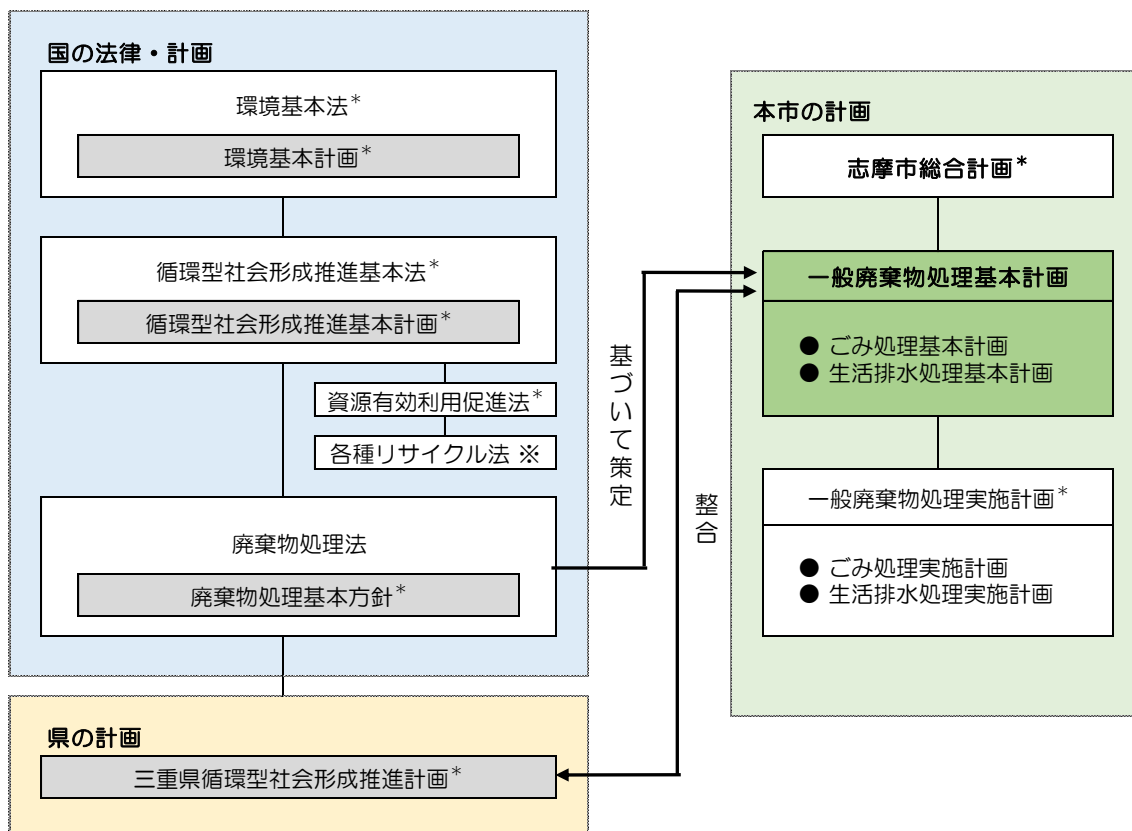 国の法律・計画
環境基本法*
環境基本計画*
循環型社会形成推進基本法*
循環型社会形成推進基本計画*
資源有効利用促進法*
各種リサイクル法 ※
廃棄物処理法
廃棄物処理基本方針*
県の計画
三重県循環型社会形成推進計画*
基づいて策定
整合
本市の計画
志摩市総合計画*
一般廃棄物処理基本計画
● ごみ処理基本計画
● 生活排水処理基本計画
一般廃棄物処理実施計画*
● ごみ処理実施計画
● 生活排水処理実施計画